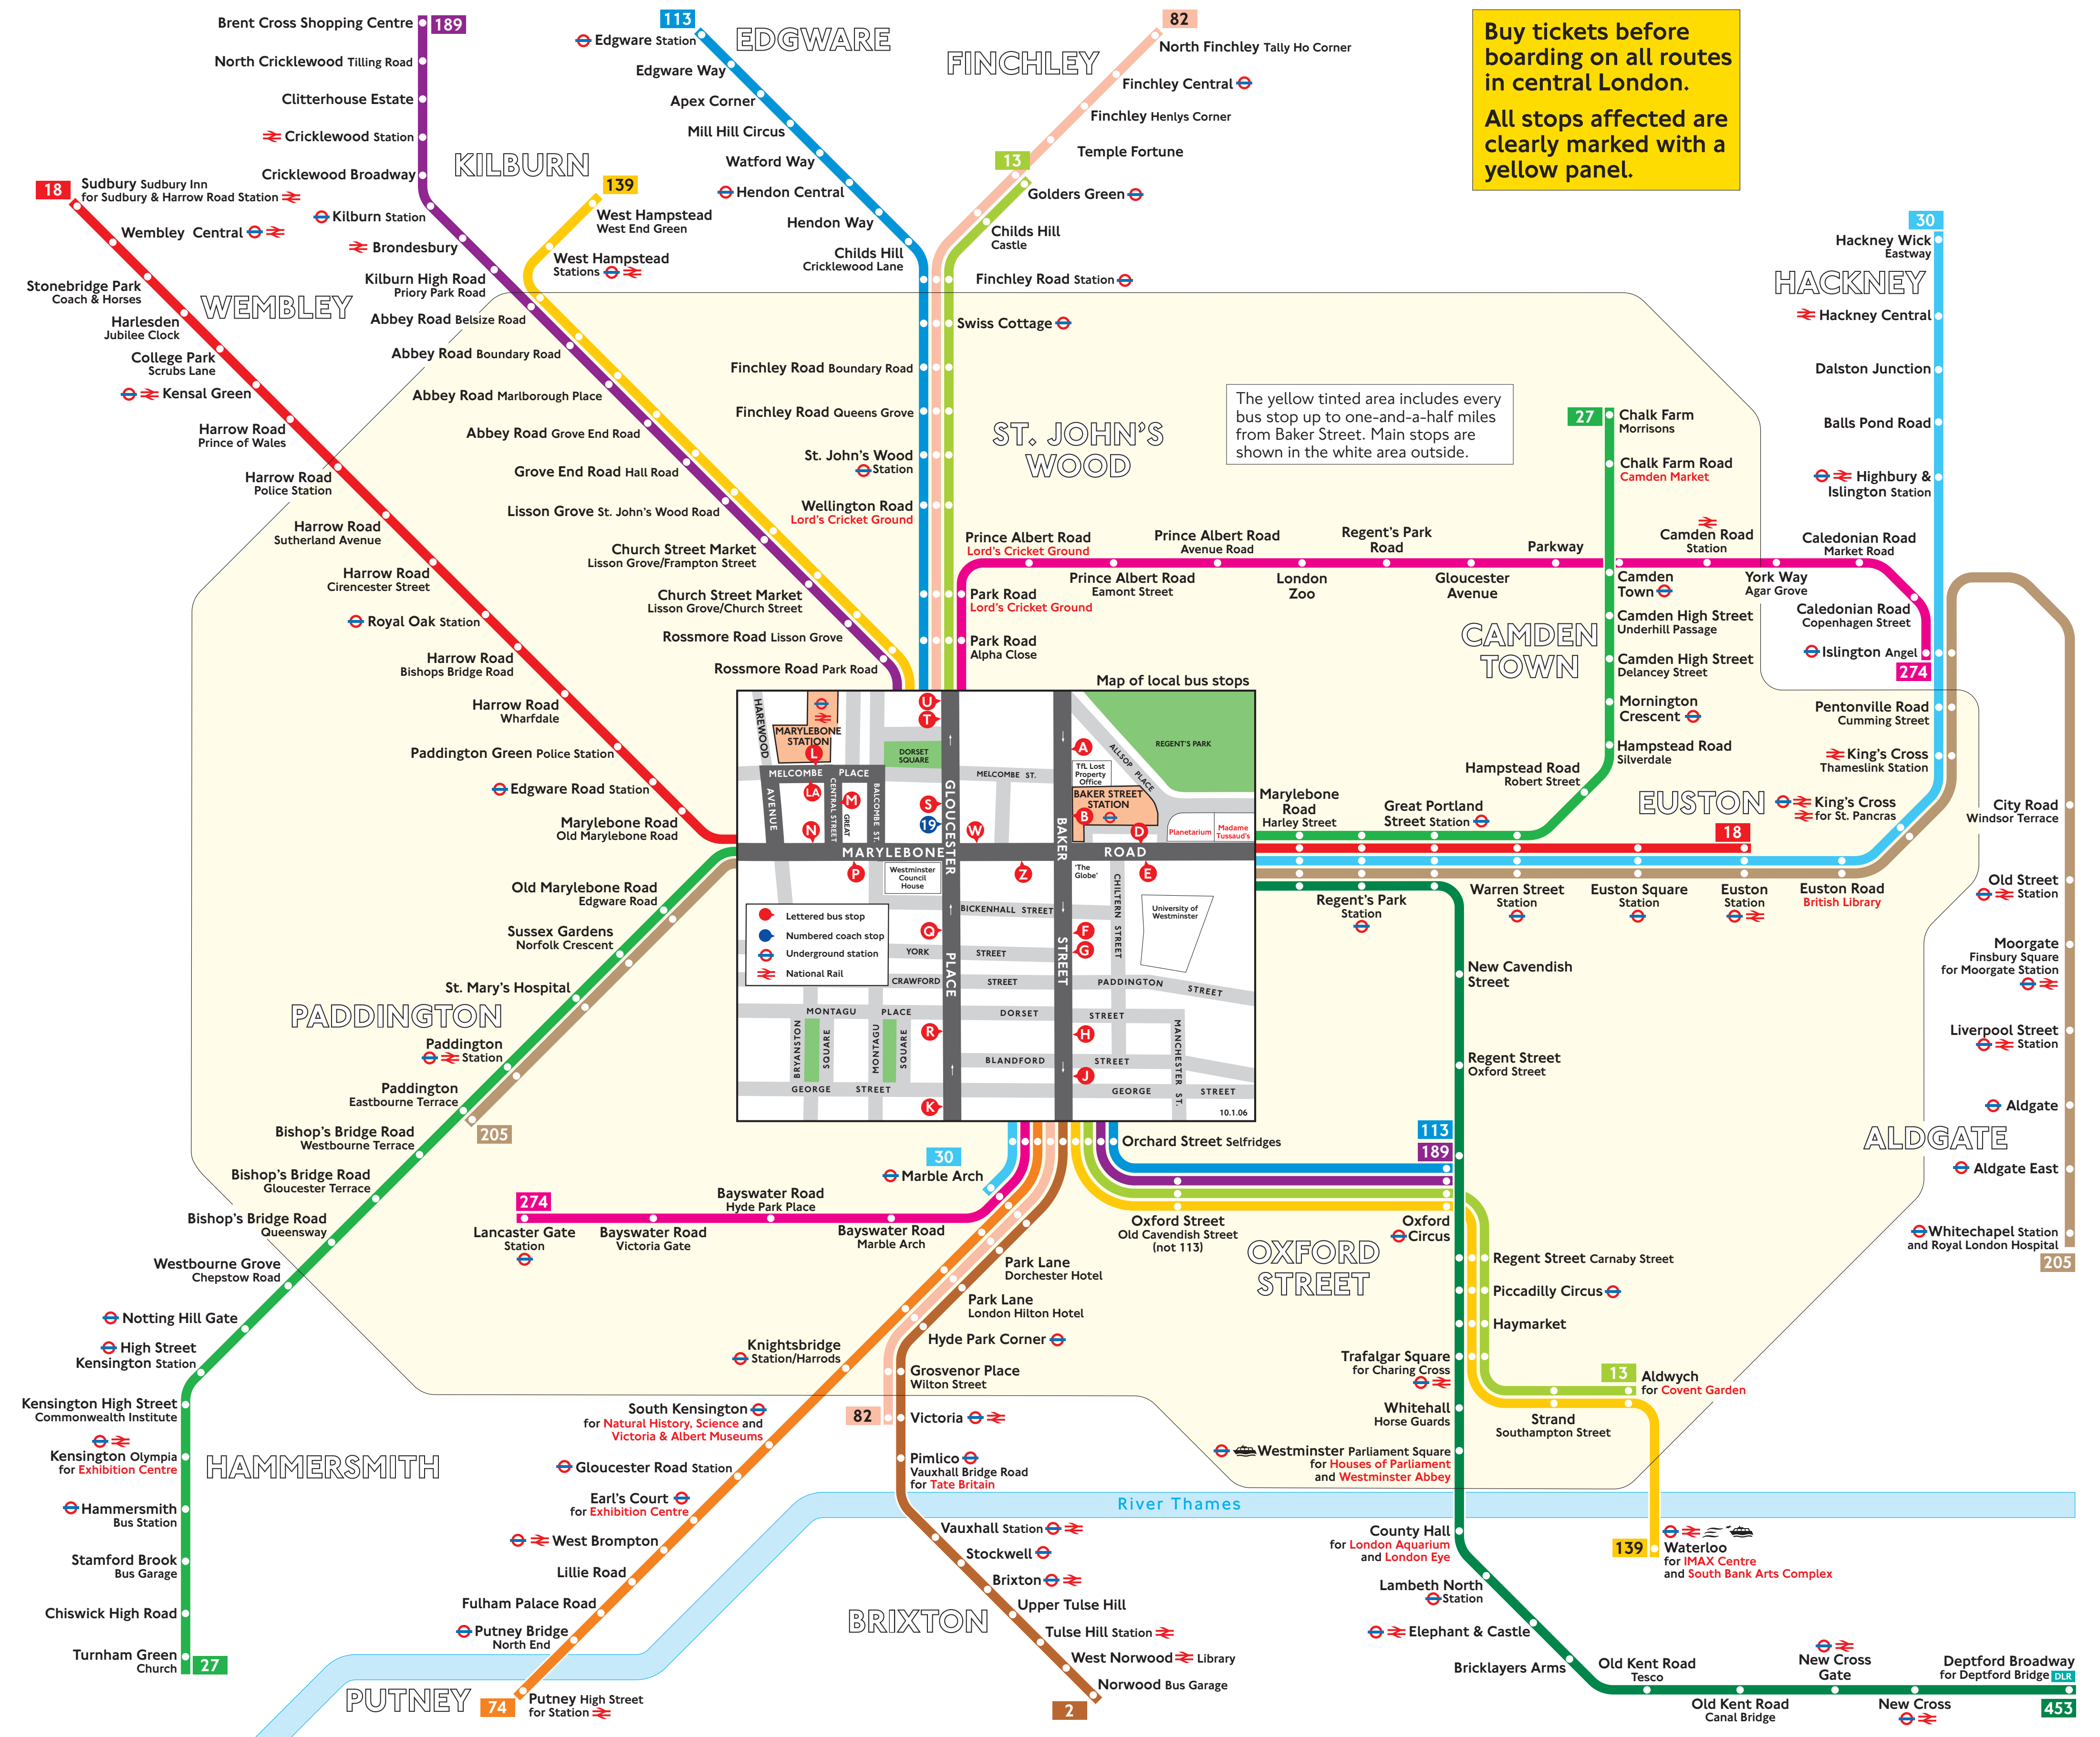 Brent Cross Shopping Centre
189
North Cricklewood Tilling Road
Clitterhouse Estate
Cricklewood Station
Cricklewood Broadway
KILBURN
Kilburn Station
Brondesbury
Kilburn High Road
Priory Park Road
Abbey Road Belsize Road
Abbey Road Boundary Road
Abbey Road Marlborough Place
Abbey Road Grove End Road
Grove End Road Hall Road
Lisson Grove St. John's Wood Road
Church Street Market
Lisson Grove/Frampton Street
Church Street Market
Lisson Grove/Church Street
Rossmore Road Lisson Grove
Rossmore Road Park Road
139
West Hampstead
West End Green
West Hampstead
Stations
113
Edgware Station
EDGWARE
Edgware Way
Apex Corner
Mill Hill Circus
Watford Way
Hendon Central
Hendon Way
Childs Hill
Cricklewood Lane
82
FINCHLEY
North Finchley Tally Ho Corner
Finchley Central
Finchley Henlys Corner
Temple Fortune
13
Golders Green
Childs Hill
Castle
Finchley Road Station
Swiss Cottage
Finchley Road Boundary Road
Finchley Road Queens Grove
St. John's Wood
Station
Wellington Road
Lord's Cricket Ground
ST. JOHN'S
WOOD
Buy tickets before
boarding on all routes
in central London.
All stops affected are
clearly marked with a
yellow panel.
The yellow tinted area includes every
bus stop up to one-and-a-half miles
from Baker Street. Main stops are
shown in the white area outside.
18
Sudbury Sudbury Inn
for Sudbury & Harrow Road Station
Wembley Central
WEMBLEY
Stonebridge Park
Coach & Horses
Harlesden
Jubilee Clock
College Park
Scrubs Lane
Kensal Green
Harrow Road
Prince of Wales
Harrow Road
Police Station
Harrow Road
Sutherland Avenue
Harrow Road
Cirencester Street
Royal Oak Station
Harrow Road
Bishops Bridge Road
Harrow Road
Wharfdale
Paddington Green Police Station
Edgware Road Station
Marylebone Road
Old Marylebone Road
Prince Albert Road
Lord's Cricket Ground
Prince Albert Road
Eamont Street
Prince Albert Road
Avenue Road
London
Zoo
Regent's Park
Road
Gloucester
Avenue
Parkway
Camden Road
Station
York Way
Agar Grove
Caledonian Road
Market Road
Caledonian Road
Copenhagen Street
Islington Angel
274
Park Road
Lord's Cricket Ground
Park Road
Alpha Close
27
Chalk Farm
Morrisons
Chalk Farm Road
Camden Market
Camden
Town
CAMDEN
TOWN
Camden High Street
Underhill Passage
Camden High Street
Delancey Street
Mornington
Crescent
Hampstead Road
Silverdale
Hampstead Road
Robert Street
30
Hackney Wick
Eastway
HACKNEY
Hackney Central
Dalston Junction
Balls Pond Road
Highbury &
Islington Station
Pentonville Road
Cumming Street
King's Cross
Thameslink Station
King's Cross
for St. Pancras
EUSTON
18
Marylebone
Road
Harley Street
Great Portland
Street Station
Regent's Park
Station
Warren Street
Station
Euston Square
Station
Euston
Station
Euston Road
British Library
City Road
Windsor Terrace
Old Street
Station
Moorgate
Finsbury Square
for Moorgate Station
Liverpool Street
Station
Aldgate
ALDGATE
Aldgate East
Whitechapel Station
and Royal London Hospital
205
Map of local bus stops
HAREWOOD
AVENUE
MARYLEBONE
STATION
L
MELCOMBE PLACE
LA
M
N
CENTRAL STREET
GREAT
BALCOMBE ST.
U
T
DORSET
SQUARE
S
19
GLOUCESTER
PLACE
MELCOMBE ST.
W
A
TfL Lost
Property
Office
ALLSOP PLACE
REGENT'S PARK
BAKER STREET
STATION
B
D
Planetarium
Madame
Tussaud's
BAKER
STREET
MARYLEBONE
ROAD
P
Westminster
Council
House
Z
'The
Globe'
E
CHILTERN STREET
University of
Westminster
BICKENHALL STREET
Lettered bus stop
Numbered coach stop
Underground station
National Rail
Q
F
G
YORK STREET
CRAWFORD STREET
PADDINGTON STREET
MONTAGU PLACE
DORSET STREET
BRYANSTON SQUARE
MONTAGU SQUARE
R
H
BLANDFORD STREET
MANCHESTER ST.
J
GEORGE STREET
GEORGE STREET
K
10.1.06
Old Marylebone Road
Edgware Road
Sussex Gardens
Norfolk Crescent
St. Mary's Hospital
PADDINGTON
Paddington
Station
Paddington
Eastbourne Terrace
205
Bishop's Bridge Road
Westbourne Terrace
Bishop's Bridge Road
Gloucester Terrace
Bishop's Bridge Road
Queensway
Westbourne Grove
Chepstow Road
Notting Hill Gate
High Street
Kensington Station
Kensington High Street
Commonwealth Institute
Kensington Olympia
for Exhibition Centre
HAMMERSMITH
Hammersmith
Bus Station
Stamford Brook
Bus Garage
Chiswick High Road
Turnham Green
Church
27
30
Marble Arch
274
Lancaster Gate
Station
Bayswater Road
Victoria Gate
Bayswater Road
Hyde Park Place
Bayswater Road
Marble Arch
Park Lane
Dorchester Hotel
Park Lane
London Hilton Hotel
Hyde Park Corner
Knightsbridge
Station/Harrods
Grosvenor Place
Wilton Street
82
Victoria
Pimlico
Vauxhall Bridge Road
for Tate Britain
South Kensington
for Natural History, Science and
Victoria & Albert Museums
Gloucester Road Station
Earl's Court
for Exhibition Centre
West Brompton
Lillie Road
Fulham Palace Road
Putney Bridge
North End
PUTNEY
74
Putney High Street
for Station
River Thames
Vauxhall Station
Stockwell
Brixton
BRIXTON
Upper Tulse Hill
Tulse Hill Station
West Norwood Library
Norwood Bus Garage
2
Orchard Street Selfridges
113
189
Oxford Street
Old Cavendish Street
(not 113)
Oxford
Circus
OXFORD
STREET
New Cavendish
Street
Regent Street
Oxford Street
Regent Street Carnaby Street
Piccadilly Circus
Haymarket
Trafalgar Square
for Charing Cross
13
Aldwych
for Covent Garden
Strand
Southampton Street
Whitehall
Horse Guards
Westminster Parliament Square
for Houses of Parliament
and Westminster Abbey
County Hall
for London Aquarium
and London Eye
139
Waterloo
for IMAX Centre
and South Bank Arts Complex
Lambeth North
Station
Elephant & Castle
Bricklayers Arms
Old Kent Road
Tesco
Old Kent Road
Canal Bridge
New Cross
Gate
New Cross
Deptford Broadway
for Deptford Bridge DLR
453